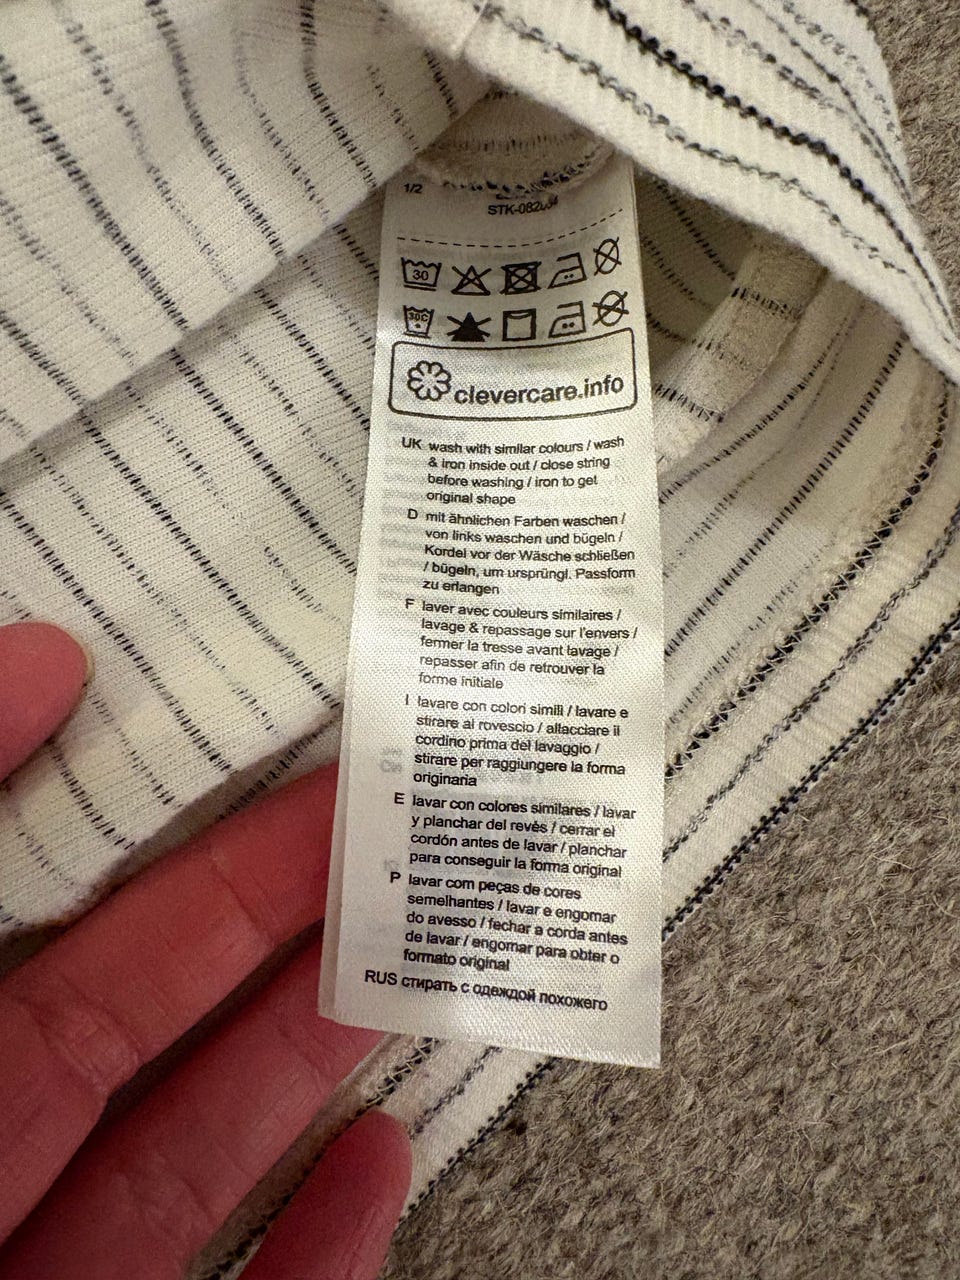 1/2
30
30C
clevercare.info
UK wash with similar colours / wash
& iron inside out / close string
before washing / iron to get
original shape
D mit ähnlichen Farben waschen /
von links waschen und bügeln /
Kordel vor der Wäsche schließen
/ bügeln, um ursprüngl. Passform
zu erlangen
F laver avec couleurs similaires /
lavage & repassage sur l'envers /
fermer la tresse avant lavage /
repasser afin de retrouver la
forme initiale
I lavare con colori simili / lavare e
stirare al rovescio / allacciare il
cordino prima del lavaggio /
stirare per raggiungere la forma
originaria
E lavar con colores similares / lavar
y planchar del revés / cerrar el
cordón antes de lavar / planchar
para conseguir la forma original
P lavar com peças de cores
semelhantes / lavar e engomar
do avesso / fechar a corda antes
de lavar / engomar para obter o
formato original
RUS стирать с одеждой похожего